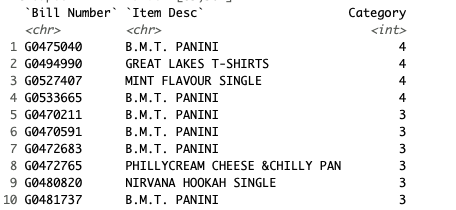 `Bill Number` `Item Desc` Category
<chr> <chr> <int>
1 G0475040 B.M.T. PANINI 4
2 G0494990 GREAT LAKES T-SHIRTS 4
3 G0527407 MINT FLAVOUR SINGLE 4
4 G0533665 B.M.T. PANINI 4
5 G0470211 B.M.T. PANINI 3
6 G0470591 B.M.T. PANINI 3
7 G0472683 B.M.T. PANINI 3
8 G0472765 PHILLYCREAM CHEESE &CHILLY PAN 3
9 G0480820 NIRVANA HOOKAH SINGLE 3
10 G0481737 B.M.T. PANINI 3